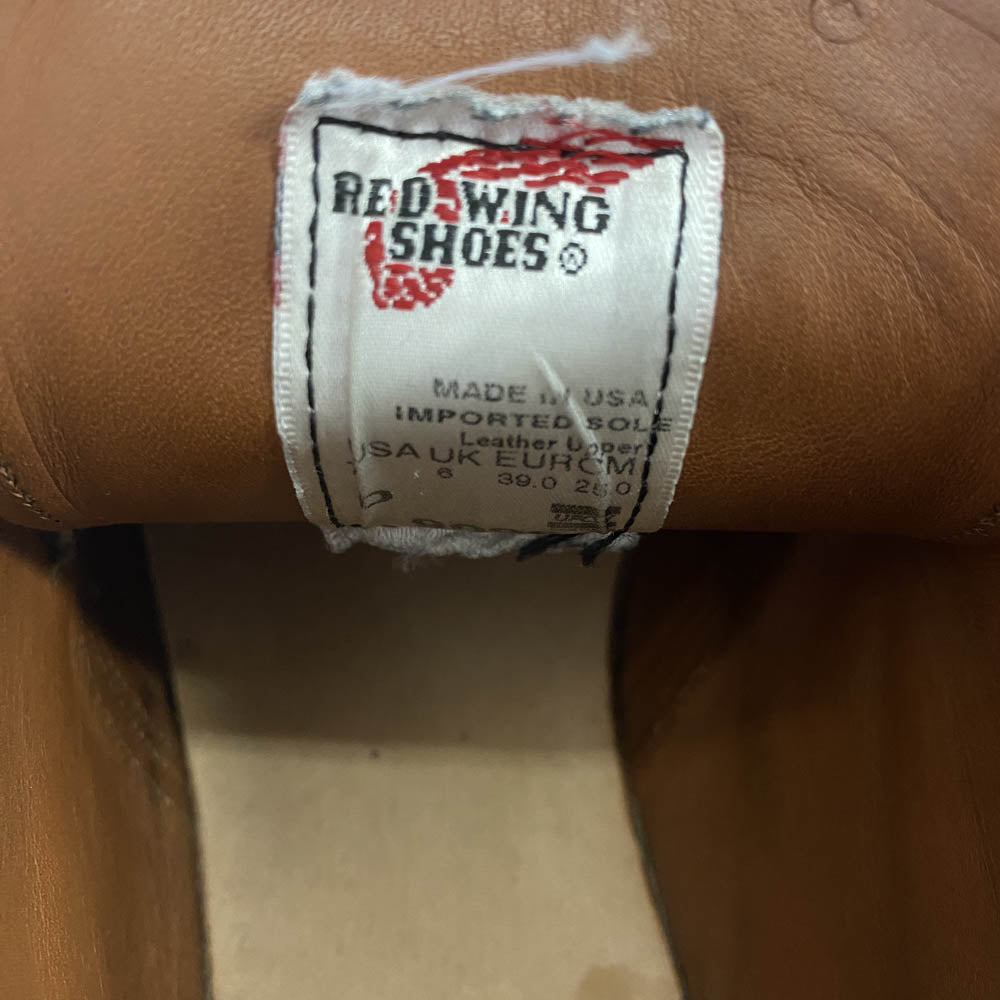 RED WING
SHOES®
MADE IN USA
IMPORTED SOLE
Leather Upper
USA UK EUR CM
7 6 39.0 25.0
D